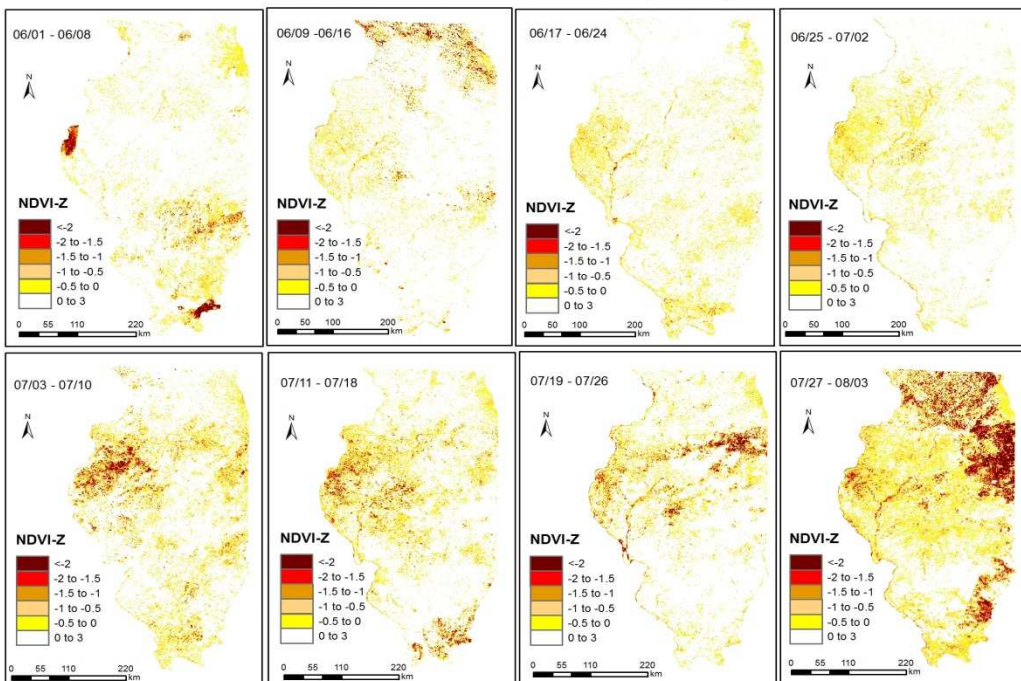 06/01 - 06/08
N
NDVI-Z
<-2
-2 to -1.5
-1.5 to -1
-1 to -0.5
-0.5 to 0
0 to 3
0 55 110 220
km
06/09 -06/16
N
NDVI-Z
<-2
-2 to -1.5
-1.5 to -1
-1 to -0.5
-0.5 to 0
0 to 3
0 50 100 200
km
06/17 - 06/24
N
NDVI-Z
<-2
-2 to -1.5
-1.5 to -1
-1 to -0.5
-0.5 to 0
0 to 3
0 50 100 200
km
06/25 - 07/02
N
NDVI-Z
<-2
-2 to -1.5
-1.5 to -1
-1 to -0.5
-0.5 to 0
0 to 3
0 25 50 100 150 200
km
07/03 - 07/10
N
NDVI-Z
<-2
-2 to -1.5
-1.5 to -1
-1 to -0.5
-0.5 to 0
0 to 3
0 55 110 220
km
07/11 - 07/18
N
NDVI-Z
<-2
-2 to -1.5
-1.5 to -1
-1 to -0.5
-0.5 to 0
0 to 3
0 55 110 220
km
07/19 - 07/26
N
NDVI-Z
<-2
-2 to -1.5
-1.5 to -1
-1 to -0.5
-0.5 to 0
0 to 3
0 55 110 220
km
07/27 - 08/03
N
NDVI-Z
<-2
-2 to -1.5
-1.5 to -1
-1 to -0.5
-0.5 to 0
0 to 3
0 55 110 220
km